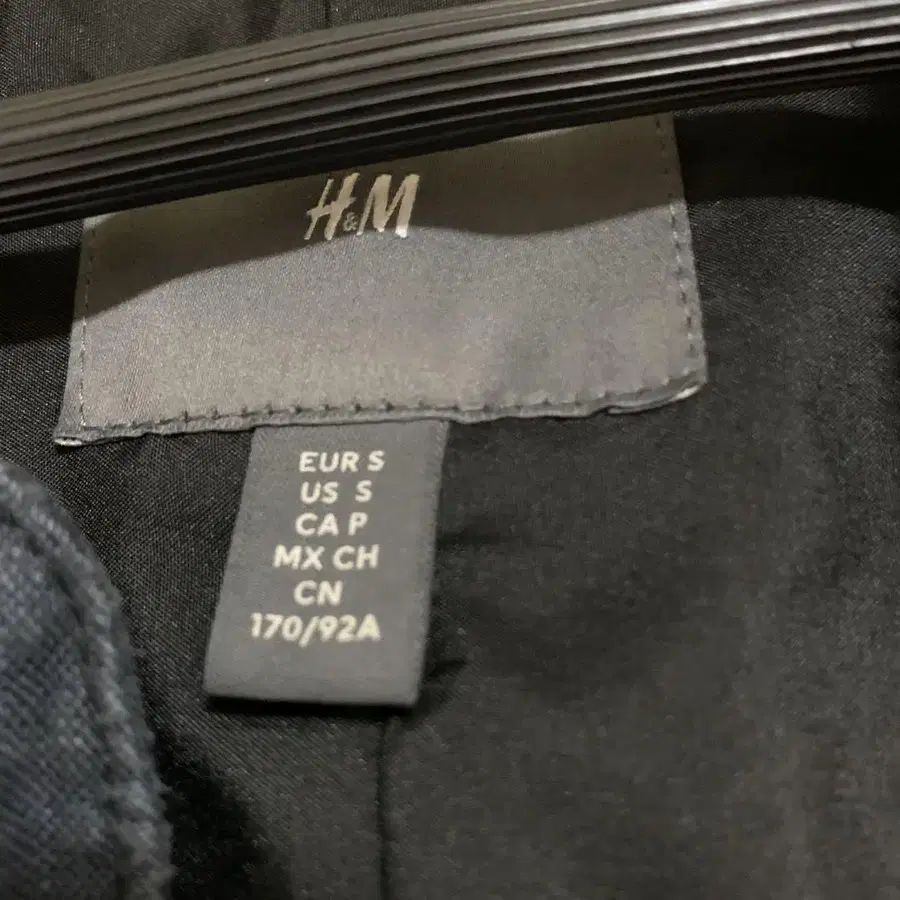 H&M
EUR S
US S
CA P
MX CH
CN
170/92A